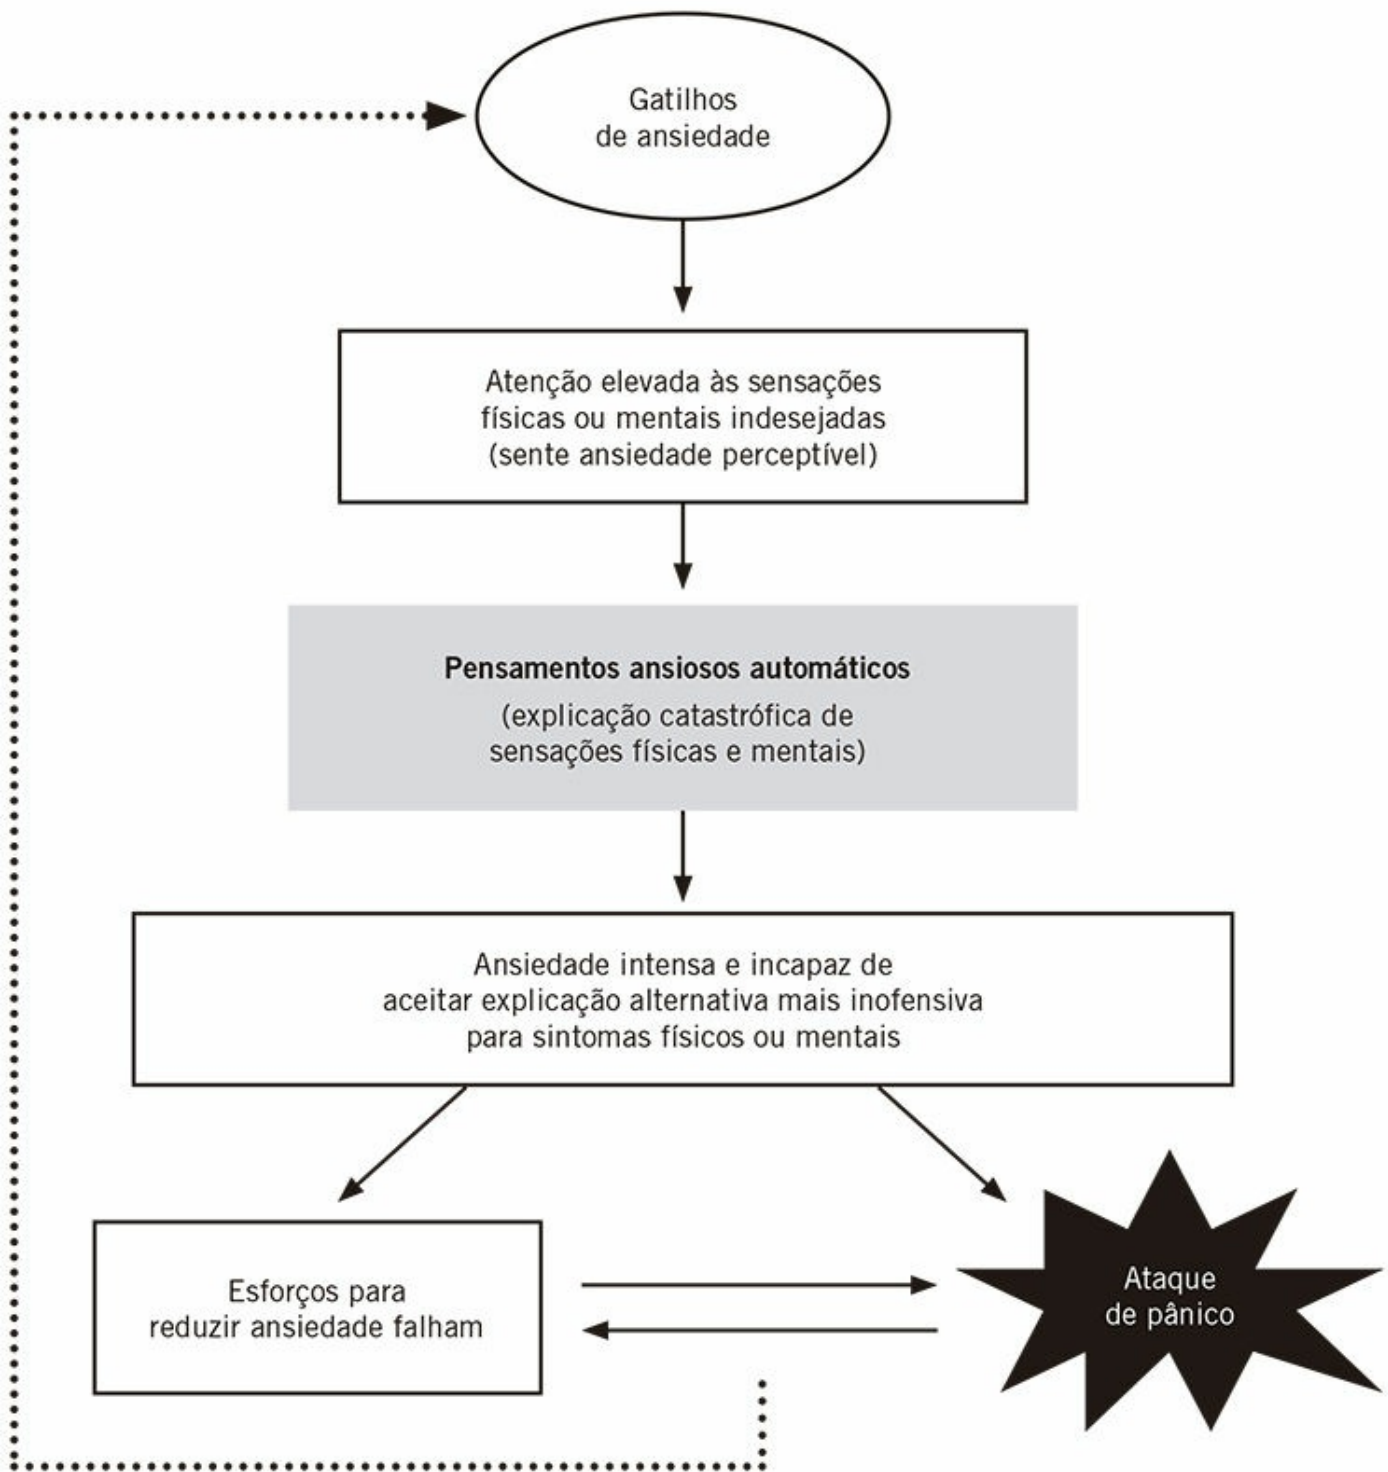 Gatilhos
de ansiedade
Atenção elevada às sensações
físicas ou mentais indesejadas
(sente ansiedade perceptível)
Pensamentos ansiosos automáticos
(explicação catastrófica de
sensações físicas e mentais)
Ansiedade intensa e incapaz de
aceitar explicação alternativa mais inofensiva
para sintomas físicos ou mentais
Esforços para
reduzir ansiedade falham
Ataque
de pânico